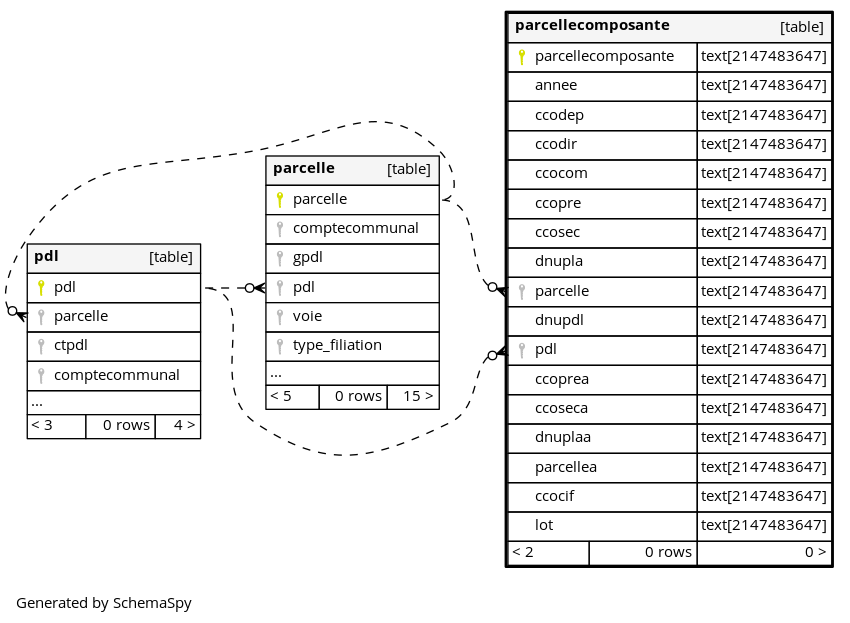 parcellecomposante [table]
parcellecomposante text[2147483647]
annee text[2147483647]
ccodep text[2147483647]
ccodir text[2147483647]
ccocom text[2147483647]
ccopre text[2147483647]
ccosec text[2147483647]
dnupla text[2147483647]
parcelle text[2147483647]
dnupdl text[2147483647]
pdl text[2147483647]
ccoprea text[2147483647]
ccoseca text[2147483647]
dnuplaa text[2147483647]
parcellea text[2147483647]
ccocif text[2147483647]
lot text[2147483647]
< 2 0 rows 0 >
parcelle [table]
parcelle
comptecommunal
gpdl
pdl
voie
type_filiation
...
< 5 0 rows 15 >
pdl [table]
pdl
parcelle
ctpdl
comptecommunal
...
< 3 0 rows 4 >
Generated by SchemaSpy